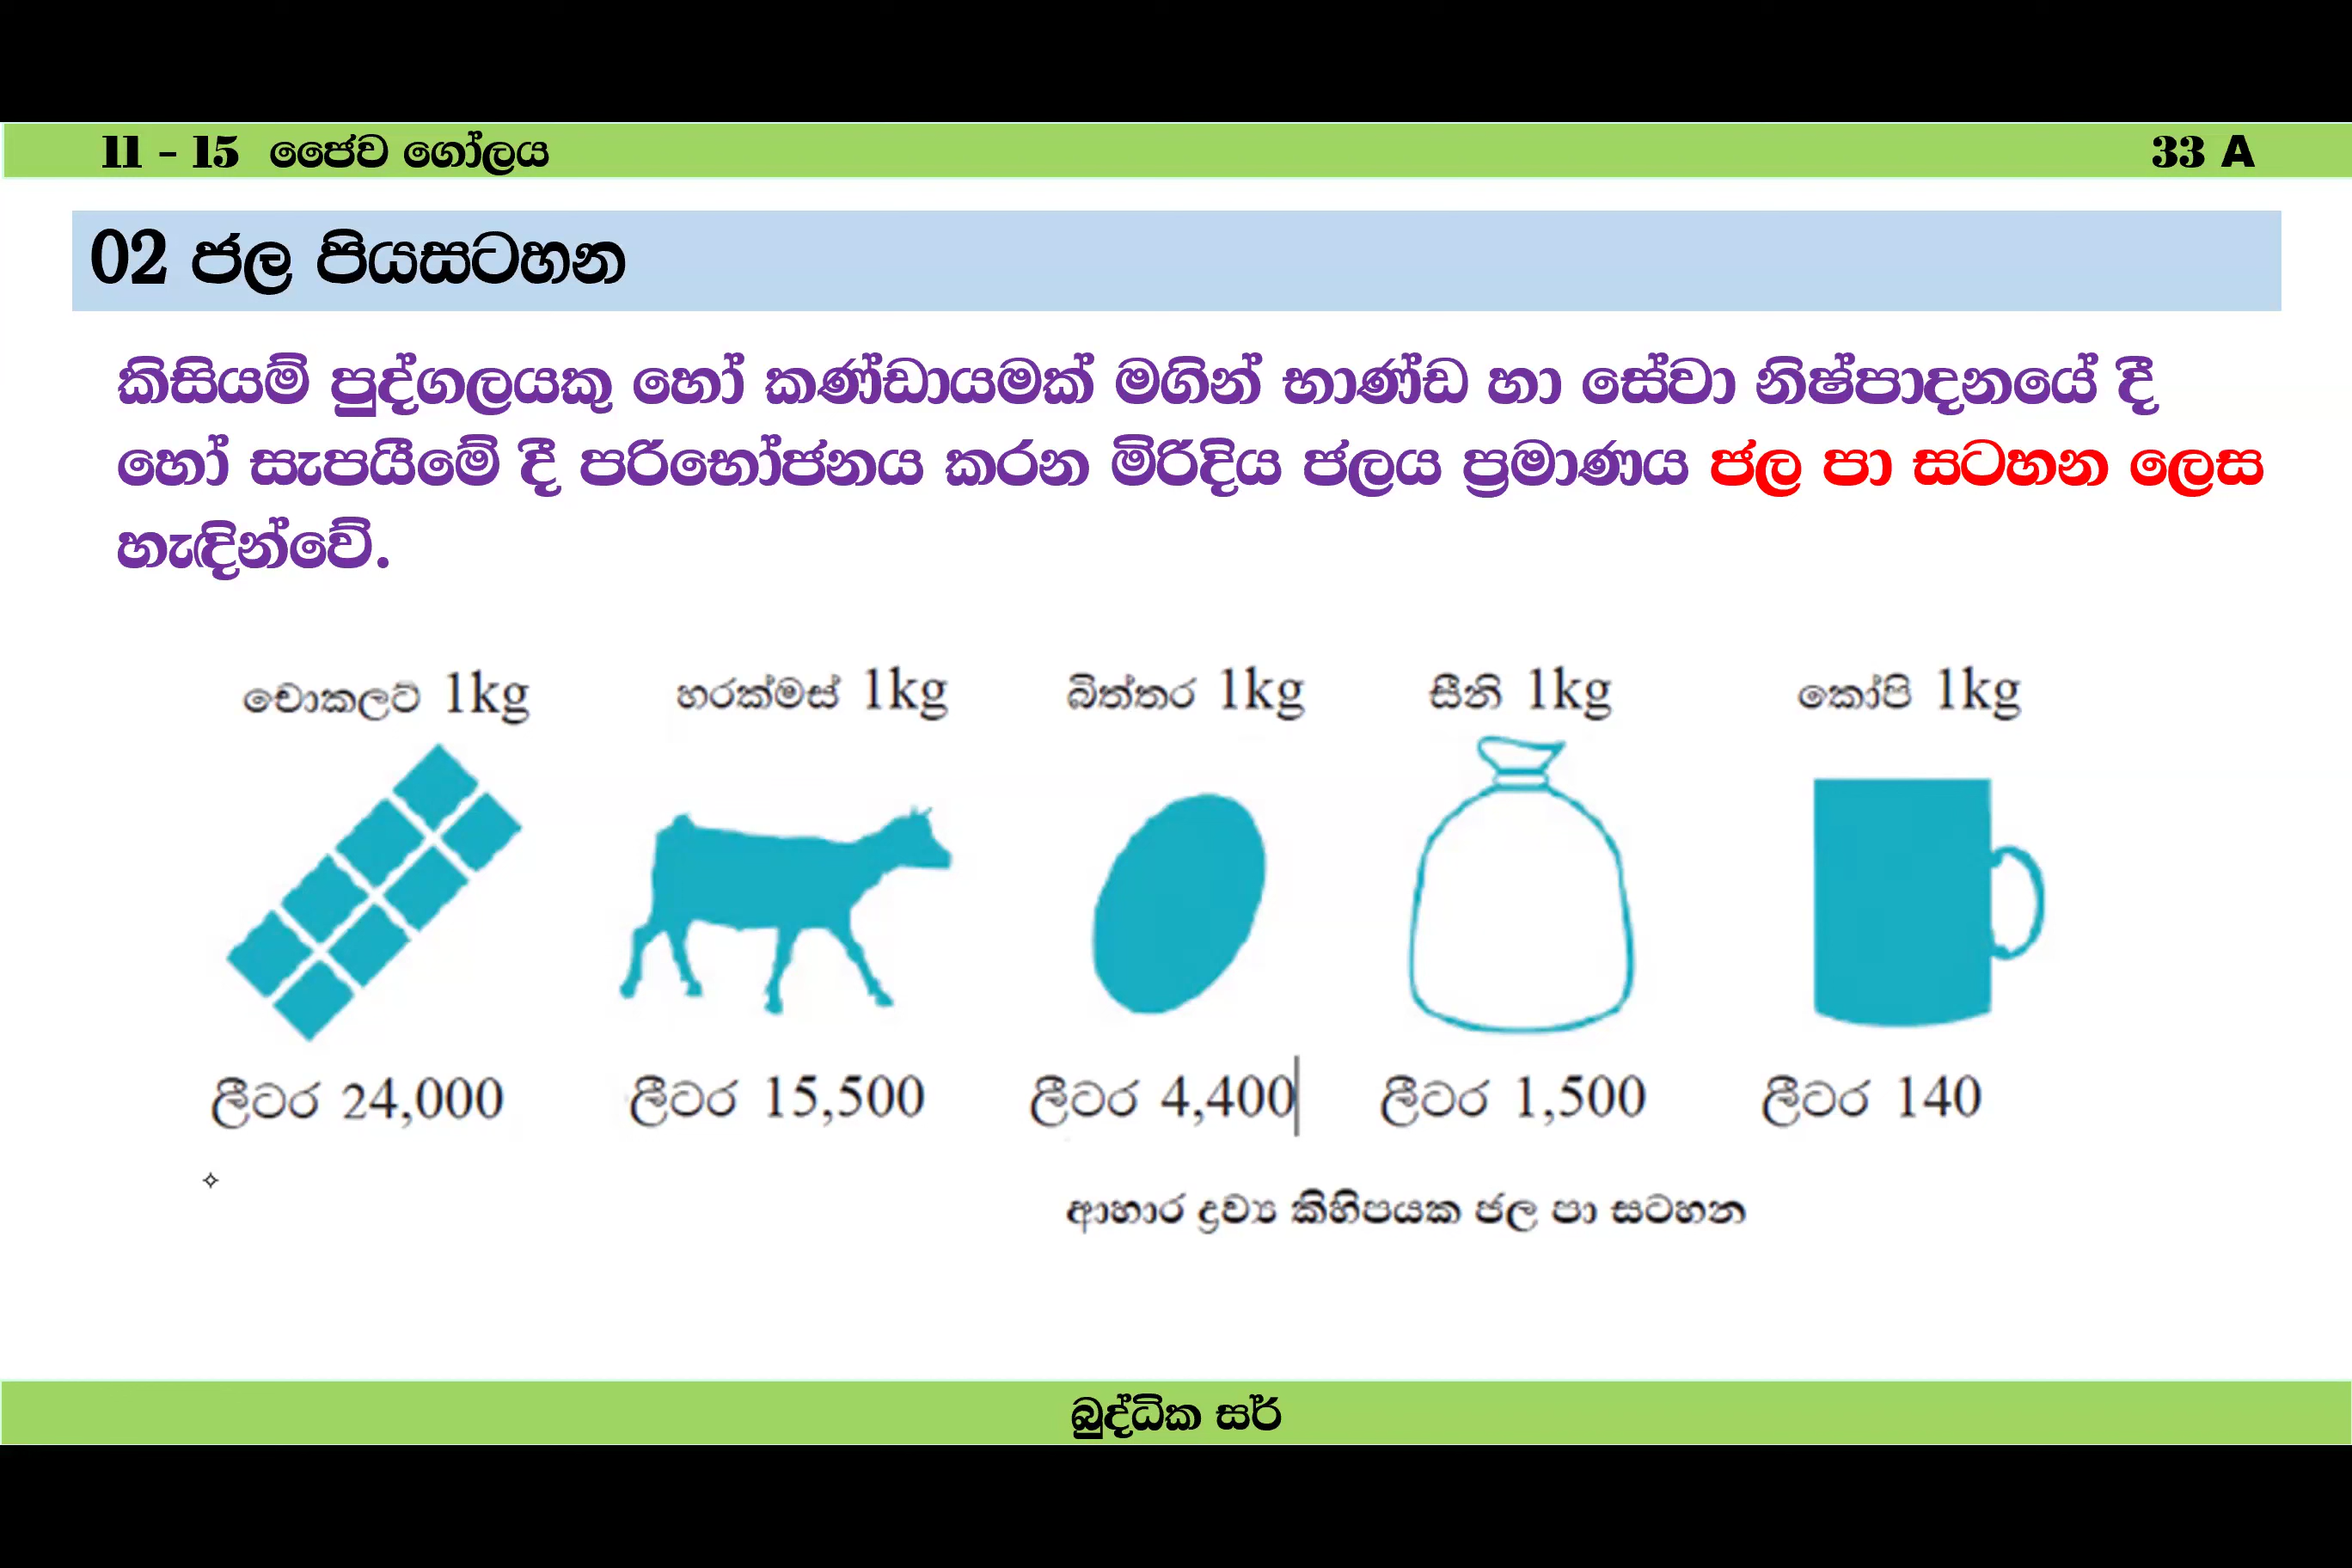 11 - 15 ජෛව ගෝලය
33 A
02 ජල පියසටහන
කිසියම් පුද්ගලයකු හෝ කණ්ඩායමක් මගින් භාණ්ඩ හා සේවා නිෂ්පාදනයේ දී
හෝ සැපයීමේ දී පරිභෝජනය කරන මිරිදිය ජලය ප්‍රමාණය ජල පා සටහන ලෙස
හැඳින්වේ.
චොකලට් 1kg හරක්මස් 1kg බිත්තර 1kg සීනි 1kg කෝපි 1kg
ලීටර 24,000 ලීටර 15,500 ලීටර 4,400 ලීටර 1,500 ලීටර 140
ආහාර ද්‍රව්‍ය කිහිපයක ජල පා සටහන
බුද්ධික සර්